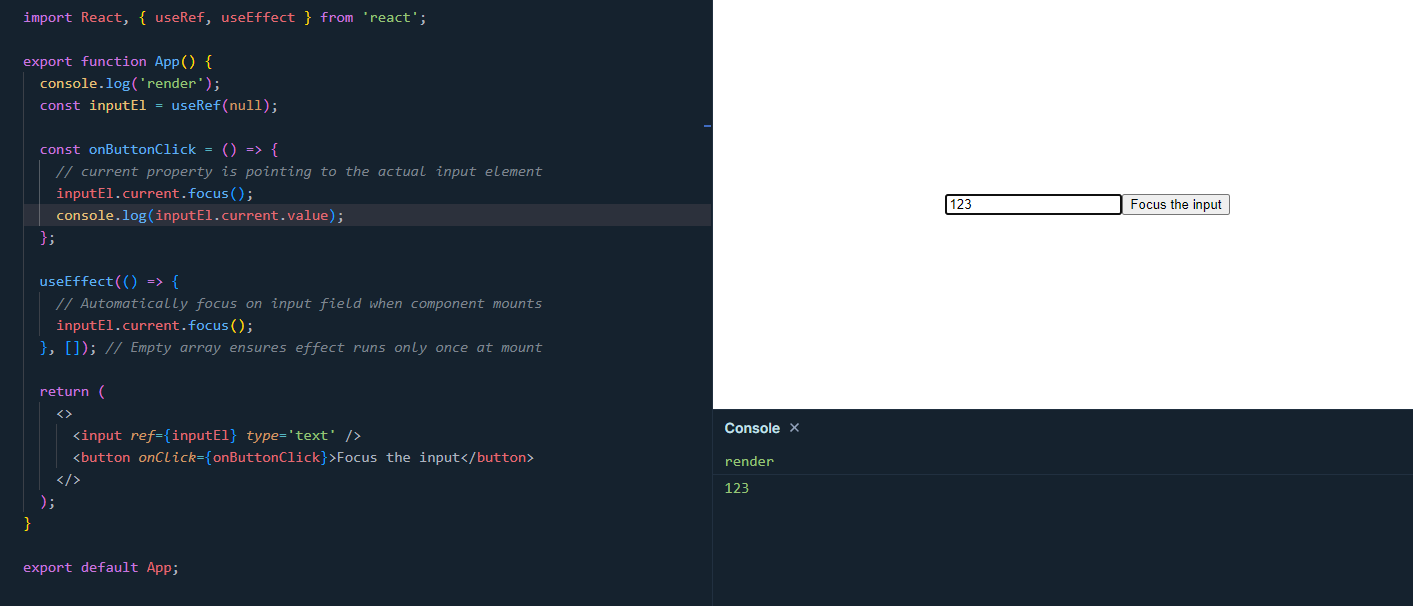 import React, { useRef, useEffect } from 'react';
export function App() {
console.log('render');
const inputEl = useRef(null);
const onButtonClick = () => {
// current property is pointing to the actual input element
inputEl.current.focus();
console.log(inputEl.current.value);
};
useEffect(() => {
// Automatically focus on input field when component mounts
inputEl.current.focus();
}, []); // Empty array ensures effect runs only once at mount
return (
<>
<input ref={inputEl} type='text' />
<button onClick={onButtonClick}>Focus the input</button>
</>
);
}
export default App;
123 Focus the input
Console ×
render
123